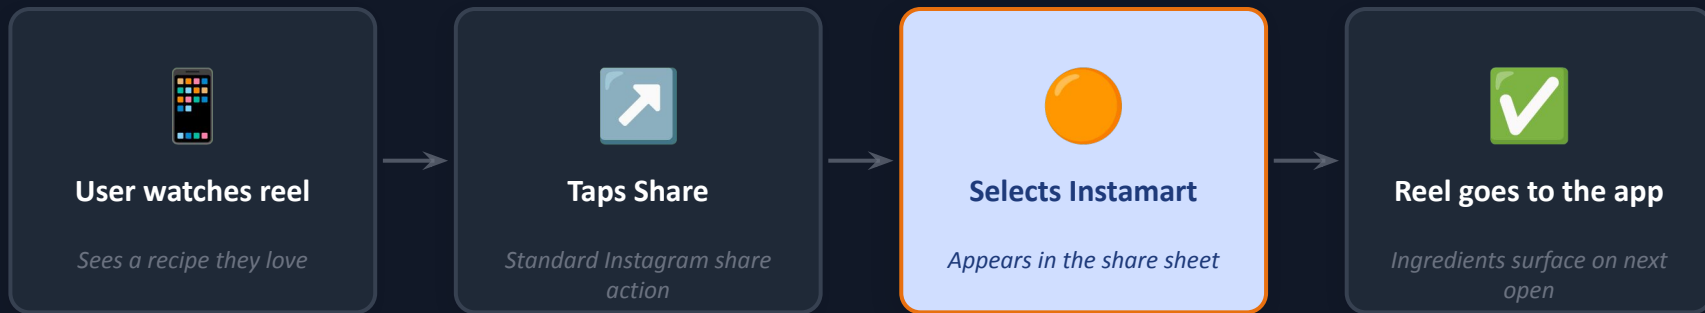 User watches reel
Sees a recipe they love
Taps Share
Standard Instagram share
action
Selects Instamart
Appears in the share sheet
Reel goes to the app
Ingredients surface on next
open